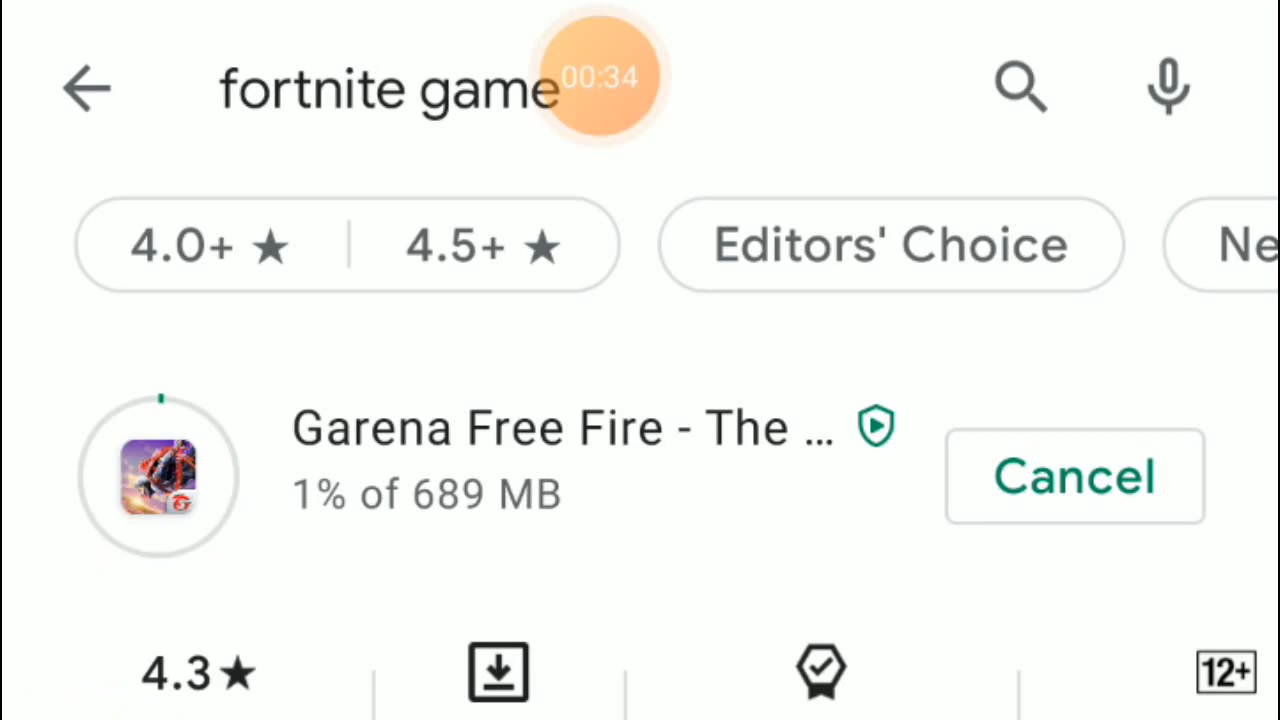 fortnite game
00:34
4.0+ ★ 4.5+ ★ Editors' Choice Ne
Garena Free Fire - The ...
1% of 689 MB
Cancel
4.3★
12+